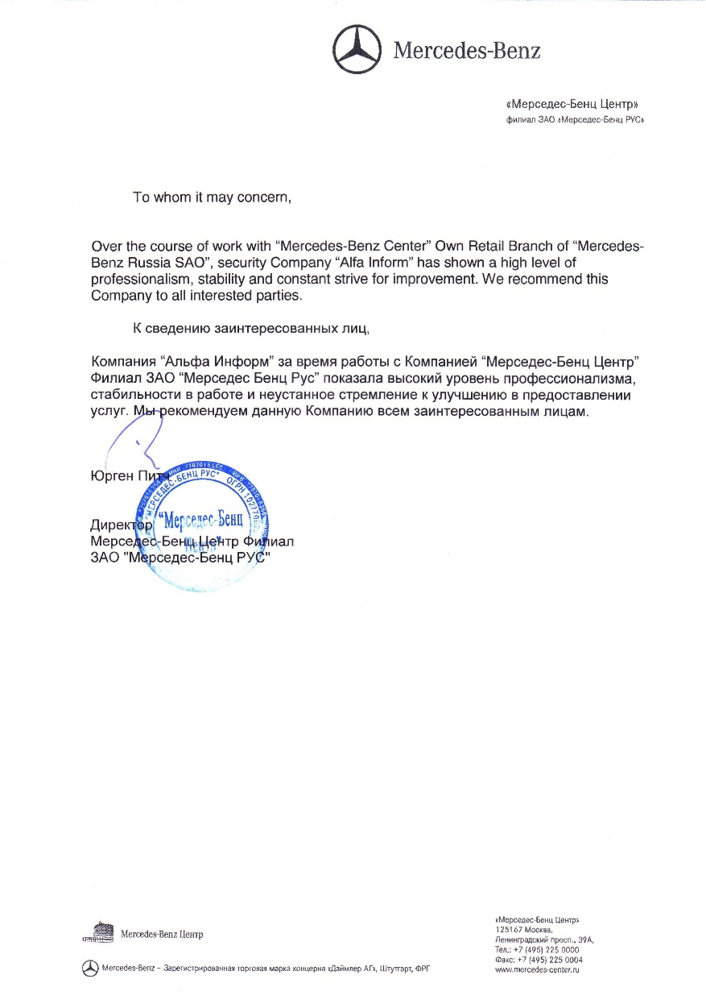 Mercedes-Benz
«Мерседес-Бенц Центр»
филиал ЗАО «Мерседес-Бенц РУС»
To whom it may concern,
Over the course of work with “Mercedes-Benz Center” Own Retail Branch of “Mercedes-
Benz Russia SAO”, security Company “Alfa Inform” has shown a high level of
professionalism, stability and constant strive for improvement. We recommend this
Company to all interested parties.
К сведению заинтересованных лиц,
Компания “Альфа Информ” за время работы с Компанией “Мерседес-Бенц Центр”
Филиал ЗАО “Мерседес Бенц Рус” показала высокий уровень профессионализма,
стабильности в работе и неустанное стремление к улучшению в предоставлении
услуг. Мы рекомендуем данную Компанию всем заинтересованным лицам.
Юрген
МЕРСЕДЕС-БЕНЦ РУС" ОГРН
"Мерседес-Бенц
Центр"
Директор
Мерседес-Бенц Центр Филиал
ЗАО "Мерседес-Бенц РУС"
Mercedes-Benz Центр
Mercedes-Benz – Зарегистрированная торговая марка концерна «Даймлер АГ», Штутгарт, ФРГ
«Мерседес-Бенц Центр»
125167 Москва,
Ленинградский просп., 39А,
Тел.: +7 (495) 225 0000
Факс: +7 (495) 225 0004
www.mercedes-center.ru